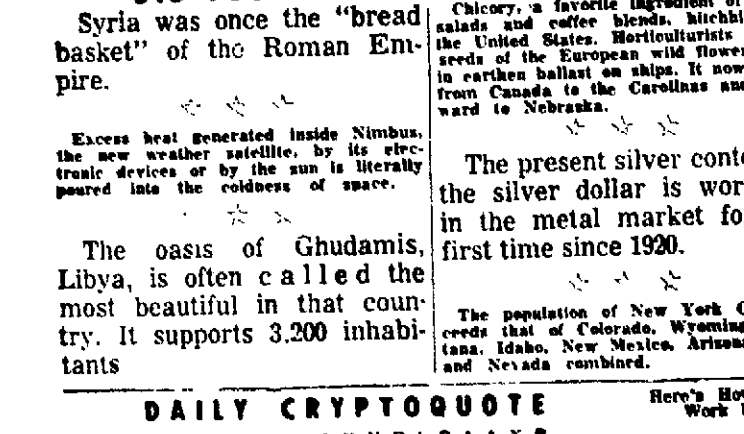 Syria was once the "bread
basket" of the Roman Em-
pire.
Excess heat generated inside Nimbus,
the new weather satellite, by its elec-
tronic devices or by the sun is literally
poured into the coldness of space.
The oasis of Ghudamis,
Libya, is often called the
most beautiful in that coun-
try. It supports 3,200 inhabi-
tants
Chicory, a favorite ingredient of
salads and coffee blends, hitchhi
the United States. Horticulturists
seeds of the European wild flower
in earthen ballast on ships. It now
from Canada to the Carolinas and
ward to Nebraska.
The present silver conte
the silver dollar is wor
in the metal market fo
first time since 1920.
The population of New York C
ceeds that of Colorado, Wyoming
tana, Idaho, New Mexico, Arizona
and Nevada combined.
DAILY CRYPTOQUOTE
Here's Ho
Work